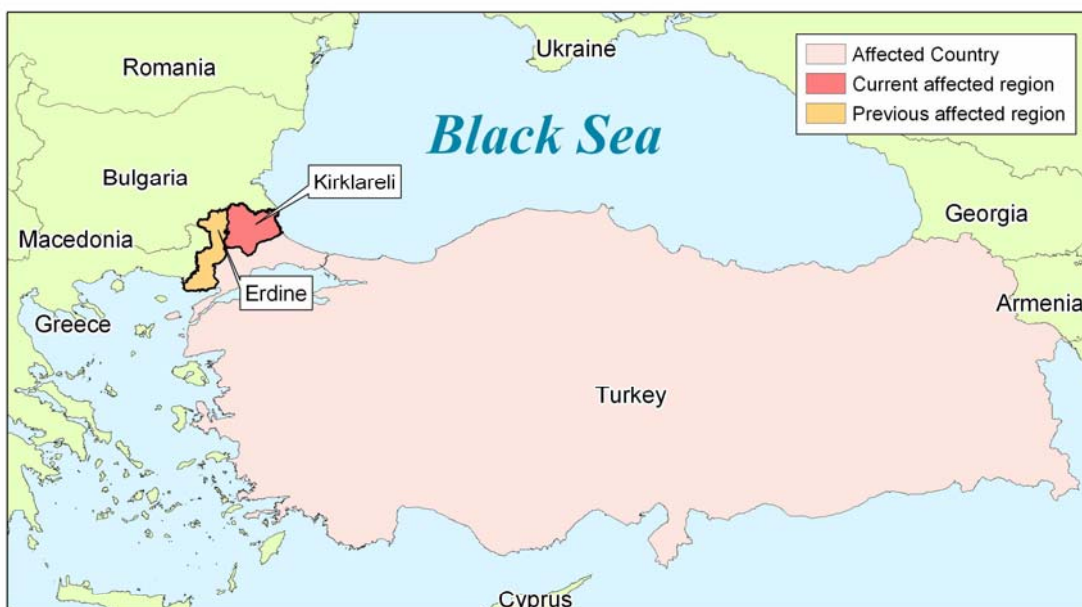 Ukraine
Romania
Affected Country
Current affected region
Previous affected region
Black Sea
Bulgaria
Kirklareli
Georgia
Macedonia
Erdine
Armenia
Greece
Turkey
Cyprus